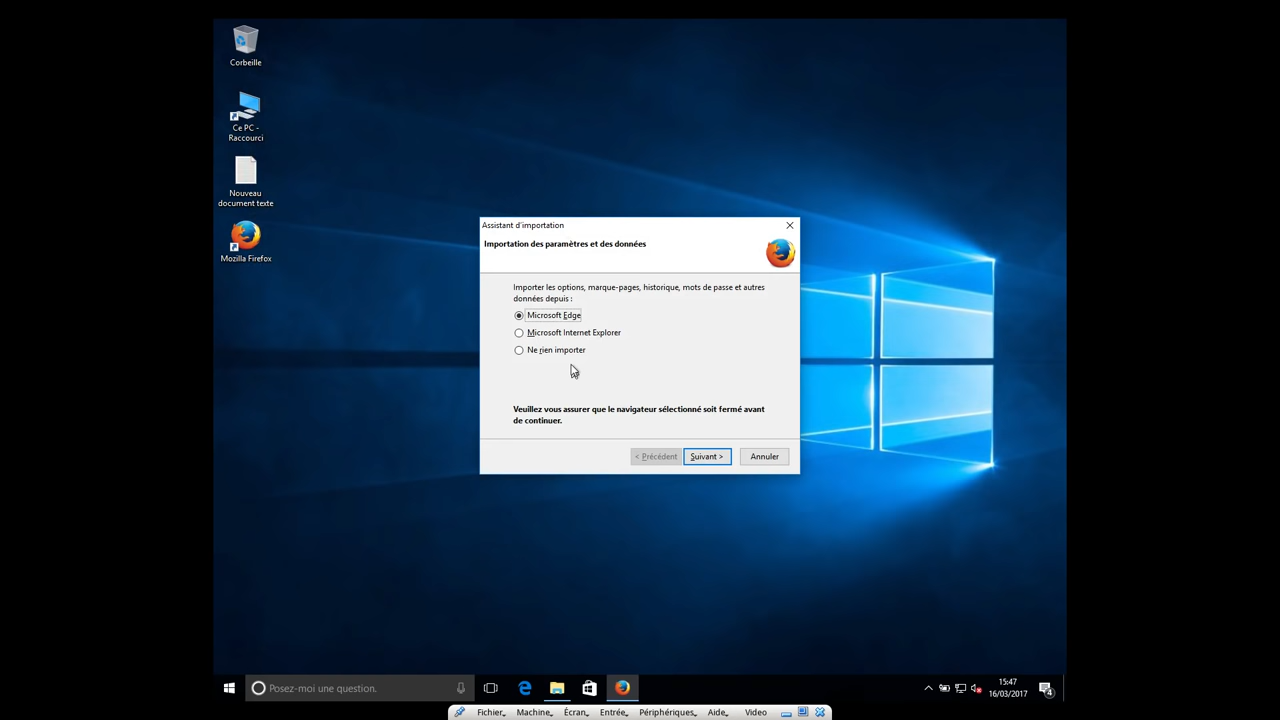 Corbeille
Ce PC -
Raccourci
Nouveau
document texte
Mozilla Firefox
Assistant d'importation
Importation des paramètres et des données
Importer les options, marque-pages, historique, mots de passe et autres
données depuis :
Microsoft Edge
Microsoft Internet Explorer
Ne rien importer
Veuillez vous assurer que le navigateur sélectionné soit fermé avant
de continuer.
< Précédent Suivant > Annuler
Posez-moi une question.
15:47
16/03/2017
4
Fichier Machine Écran Entrée Périphériques Aide Video